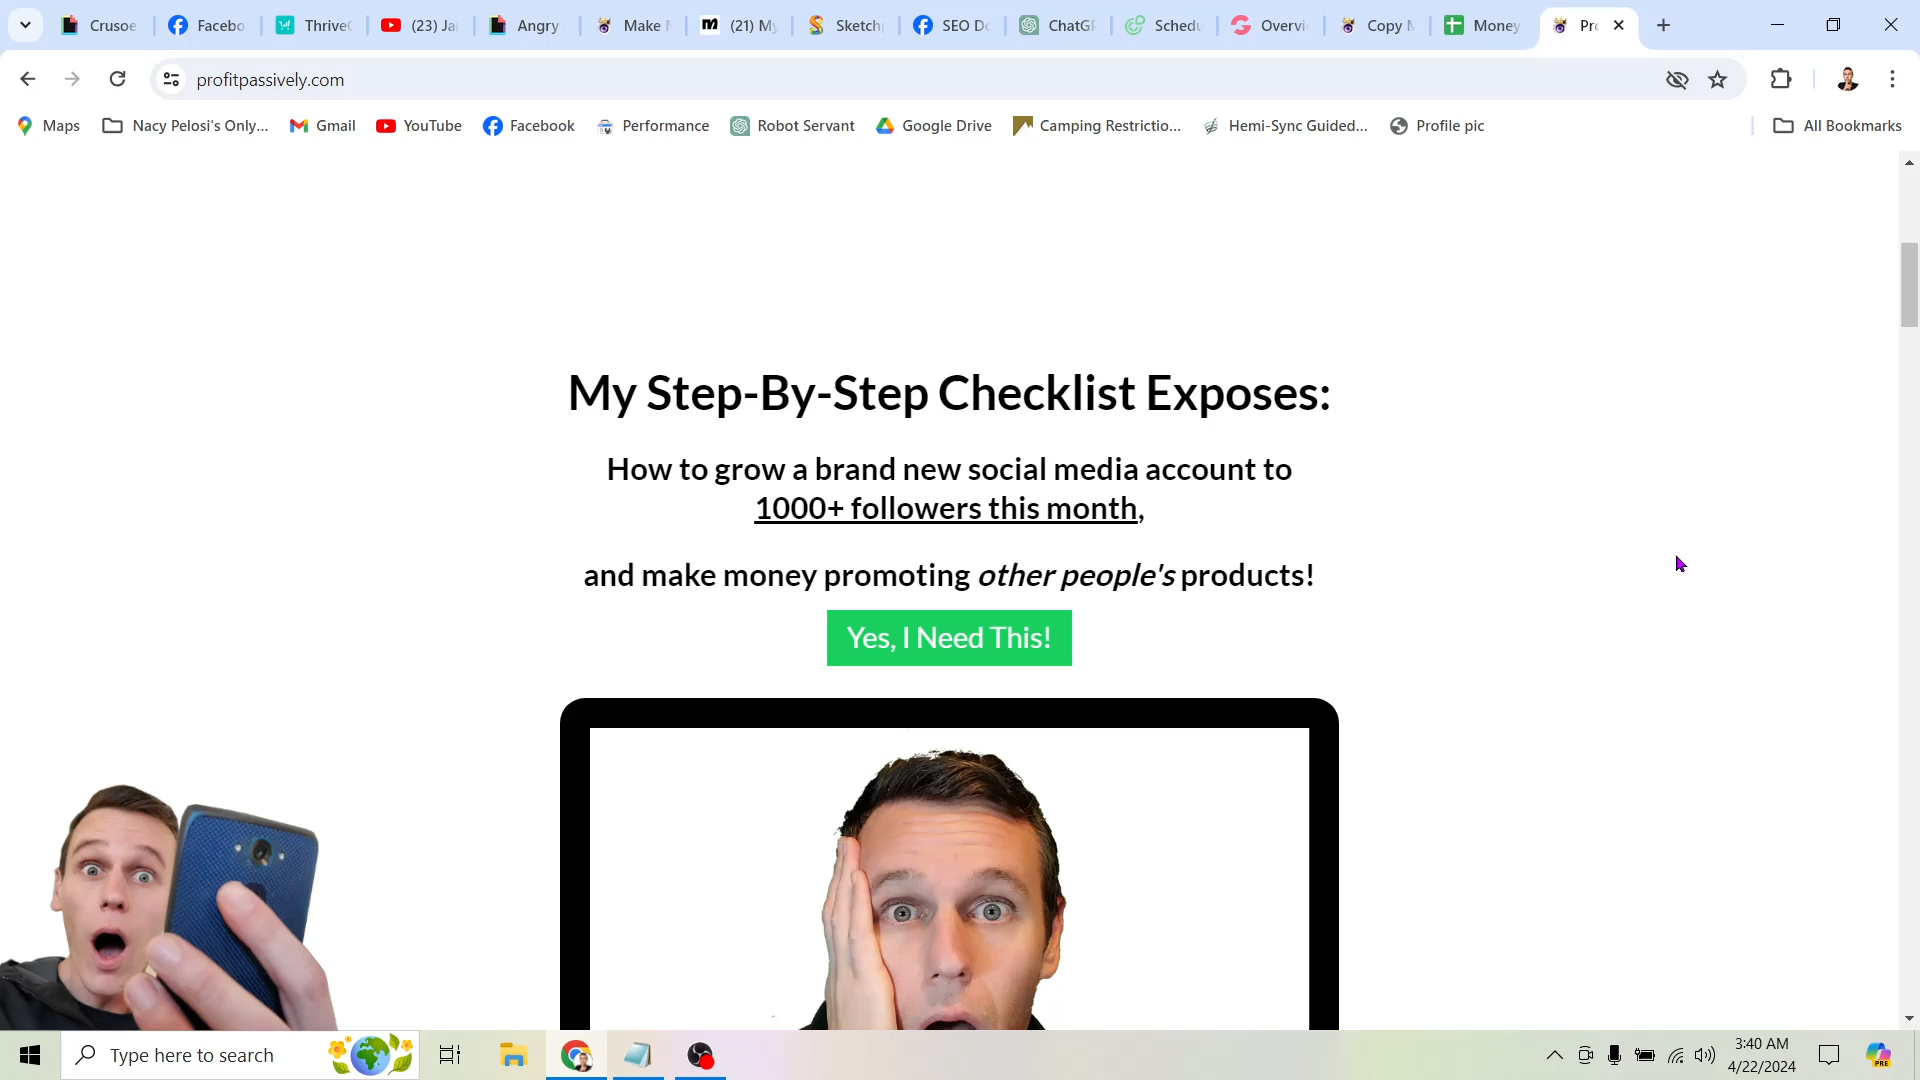 Crusoe
Facebo
Thrive
(23) Ja
Angry
Make
(21) My
Sketch
SEO Do
ChatGP
Schedu
Overvi
Copy
Money
Pr
profitpassively.com
Maps
Nacy Pelosi's Only...
Gmail
YouTube
Facebook
Performance
Robot Servant
Google Drive
Camping Restrictio...
Hemi-Sync Guided...
Profile pic
All Bookmarks
My Step-By-Step Checklist Exposes:
How to grow a brand new social media account to
1000+ followers this month,
and make money promoting other people's products!
Yes, I Need This!
Type here to search
3:40 AM
4/22/2024
PRE